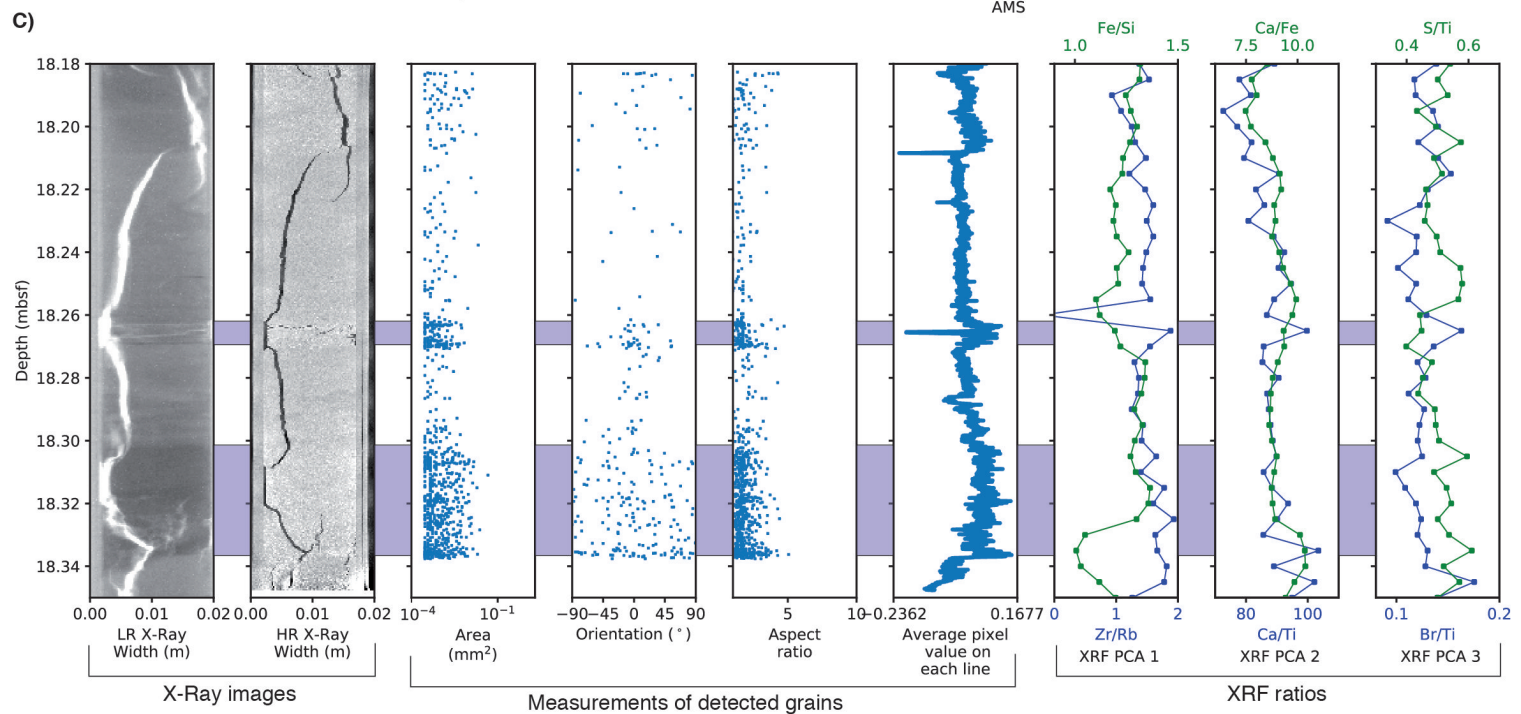 AMS
C)
Fe/Si Ca/Fe S/Ti
1.0 1.5 7.5 10.0 0.4 0.6
18.18
18.20
18.22
18.24
18.26
18.28
18.30
18.32
18.34
Depth (mbsf)
0.00 0.01 0.02 0.00 0.01 0.02 10⁻⁴ 10⁻¹ −90 −45 0 45 90 5 10 −0.2362 0.1677 0 1 2 80 100 0.1 0.2
LR X-Ray
Width (m)
HR X-Ray
Width (m)
Area
(mm²)
Orientation (°)
Aspect
ratio
Average pixel
value on
each line
Zr/Rb
XRF PCA 1
Ca/Ti
XRF PCA 2
Br/Ti
XRF PCA 3
X-Ray images
Measurements of detected grains
XRF ratios